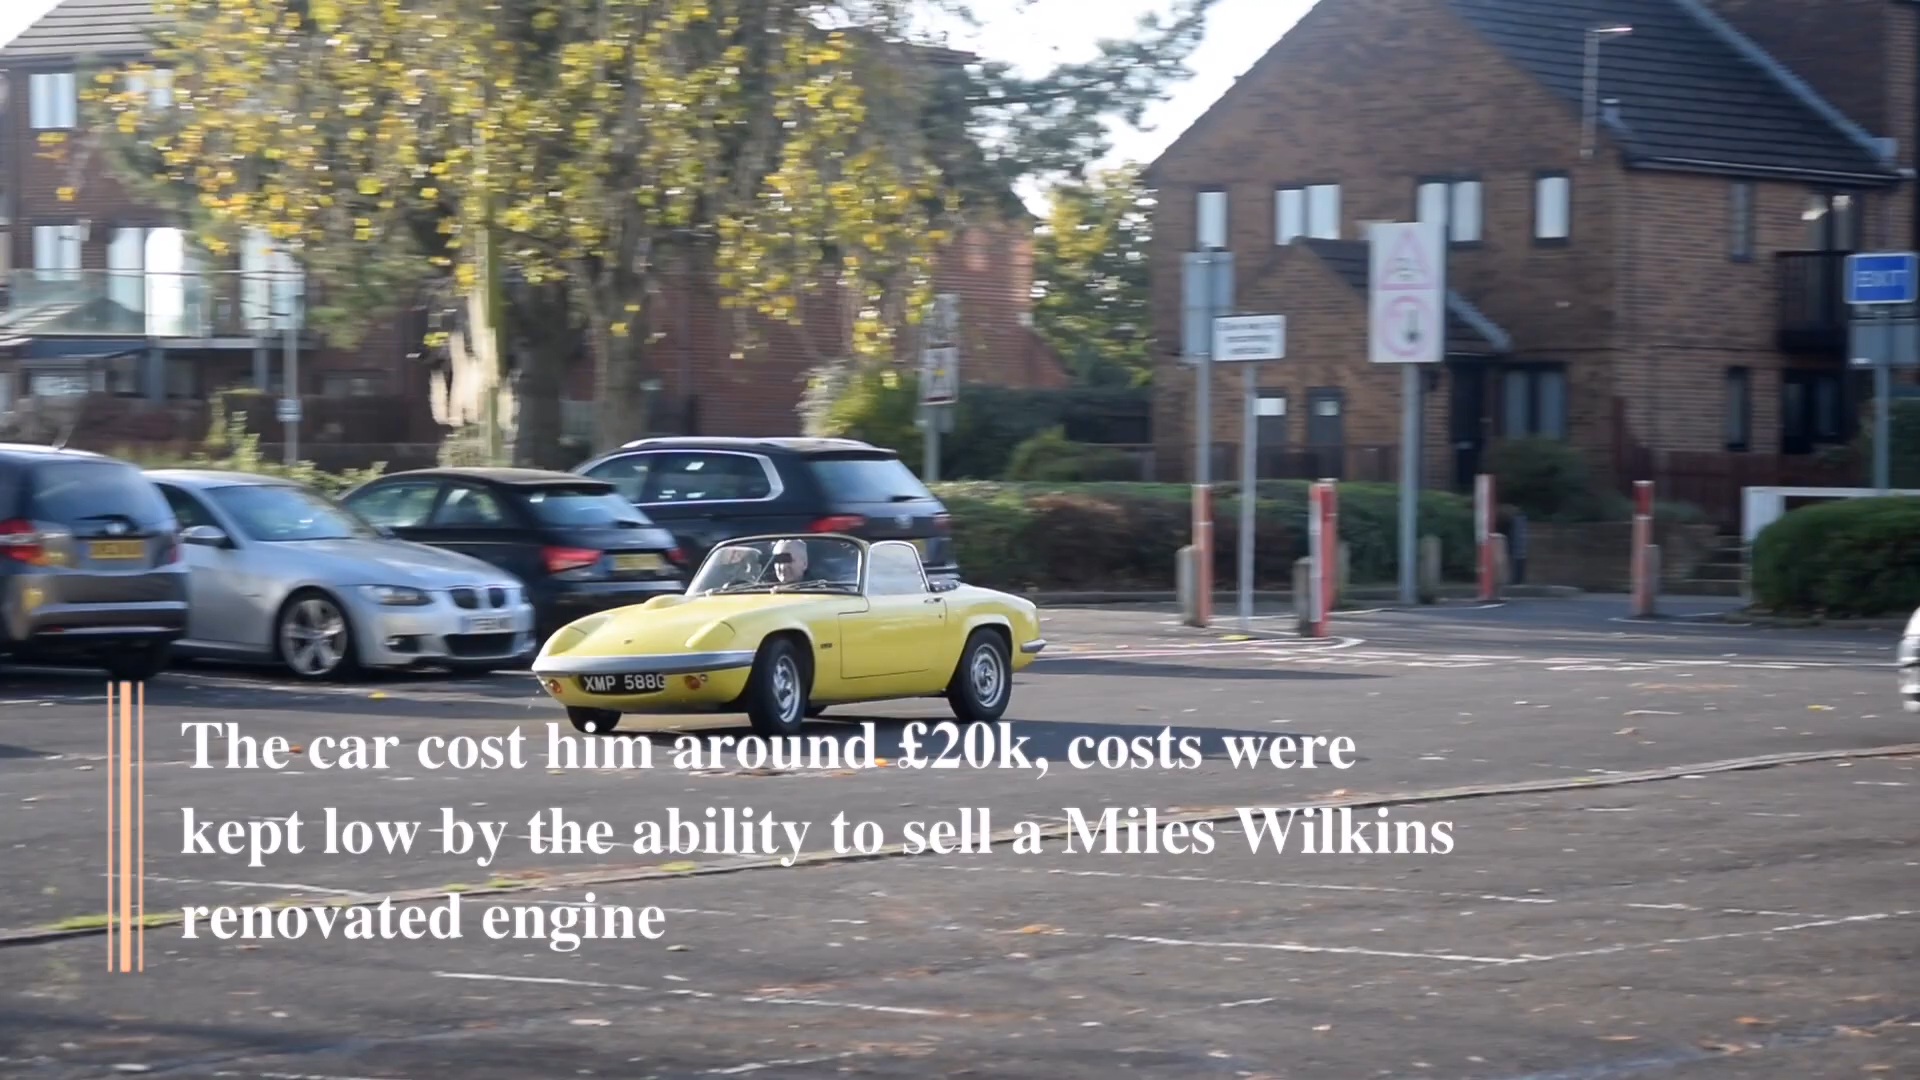 EXIT
XMP 588G
The car cost him around £20k, costs were
kept low by the ability to sell a Miles Wilkins
renovated engine